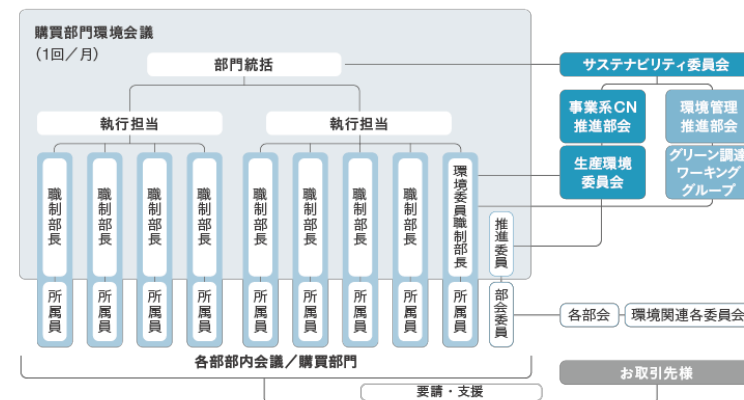 購買部門環境会議
（1回／月）
部門統括
サステナビリティ委員会
執行担当
執行担当
事業系CN
推進部会
環境管理
推進部会
生産環境
委員会
グリーン調達
ワーキング
グループ
職制部長
職制部長
職制部長
職制部長
職制部長
職制部長
職制部長
職制部長
環境委員職制部長
推進委員
所属員
所属員
所属員
所属員
所属員
所属員
所属員
所属員
所属員
部会委員
各部会
環境関連各委員会
各部部内会議／購買部門
お取引先様
要請・支援